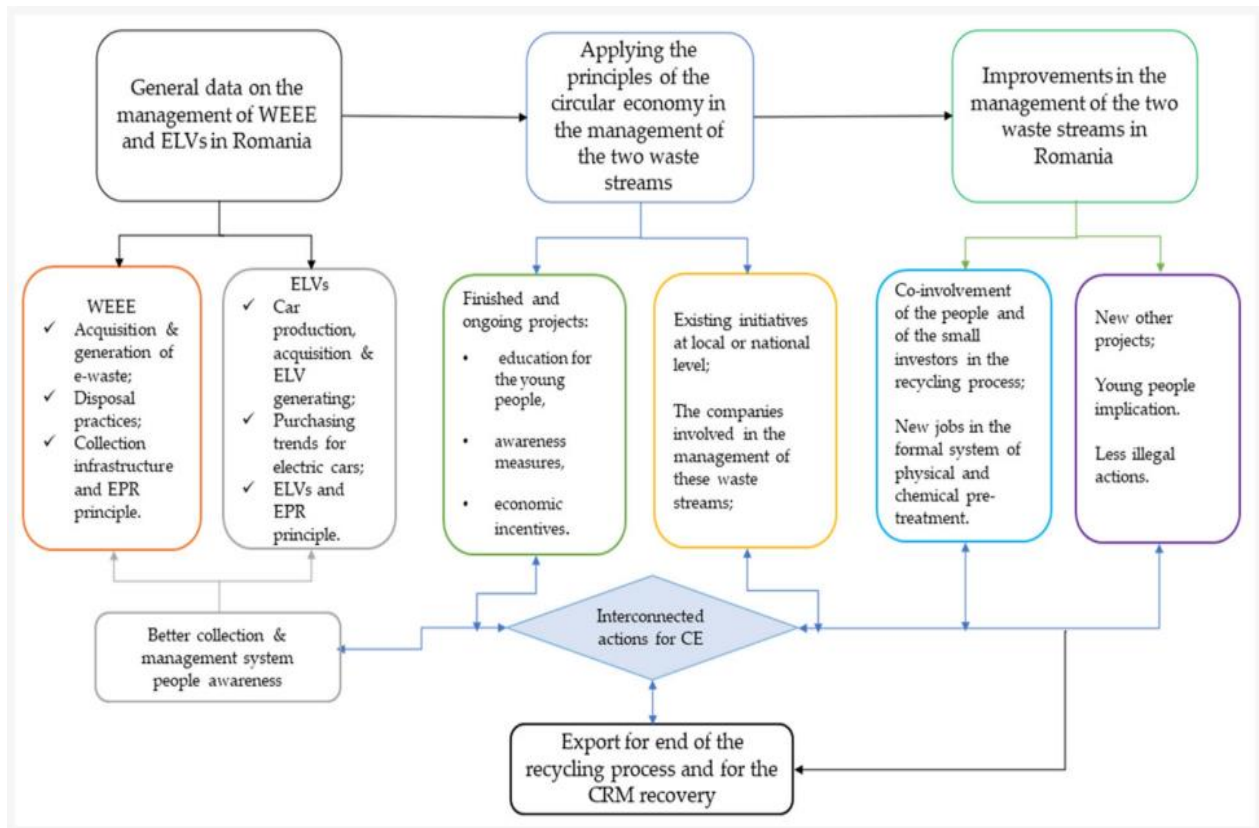 General data on the
management of WEEE
and ELVs in Romania
Applying the
principles of the
circular economy in
the management of
the two waste
streams
Improvements in the
management of the two
waste streams in
Romania
WEEE
✓ Acquisition &
generation of
e-waste;
✓ Disposal
practices;
✓ Collection
infrastructure
and EPR
principle.
ELVs
✓ Car
production,
acquisition &
ELV
generating;
✓ Purchasing
trends for
electric cars;
✓ ELVs and
EPR
principle.
Finished and
ongoing projects:
• education for
the young
people,
• awareness
measures,
• economic
incentives.
Existing initiatives
at local or national
level;
The companies
involved in the
management of
these waste
streams;
Co-involvement
of the people and
of the small
investors in the
recycling process;
New jobs in the
formal system of
physical and
chemical pre-
treatment.
New other
projects;
Young people
implication.
Less illegal
actions.
Better collection &
management system
people awareness
Interconnected
actions for CE
Export for end of the
recycling process and for the
CRM recovery